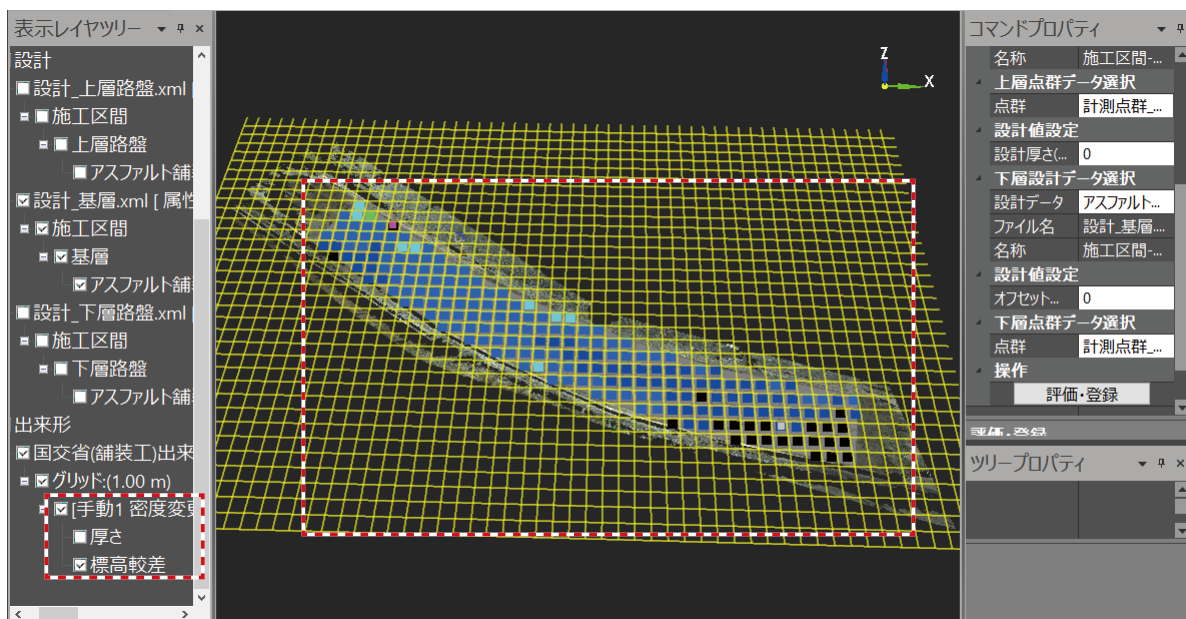 表示レイヤツリー
設計
設計_上層路盤.xml [
施工区間
上層路盤
アスファルト舗
設計_基層.xml [ 属性
施工区間
基層
アスファルト舗
設計_下層路盤.xml [
施工区間
下層路盤
アスファルト舗
出来形
国交省(舗装工)出来
グリッド:(1.00 m)
[手動1 密度変更
厚さ
標高較差
Z
X
コマンドプロパティ
名称 施工区間-...
上層点群データ選択
点群 計測点群_...
設計値設定
設計厚さ(... 0
下層設計データ選択
設計データ アスファルト...
ファイル名 設計_基層....
名称 施工区間-...
設計値設定
オフセット... 0
下層点群データ選択
点群 計測点群_...
操作
評価・登録
評価・登録
ツリープロパティ